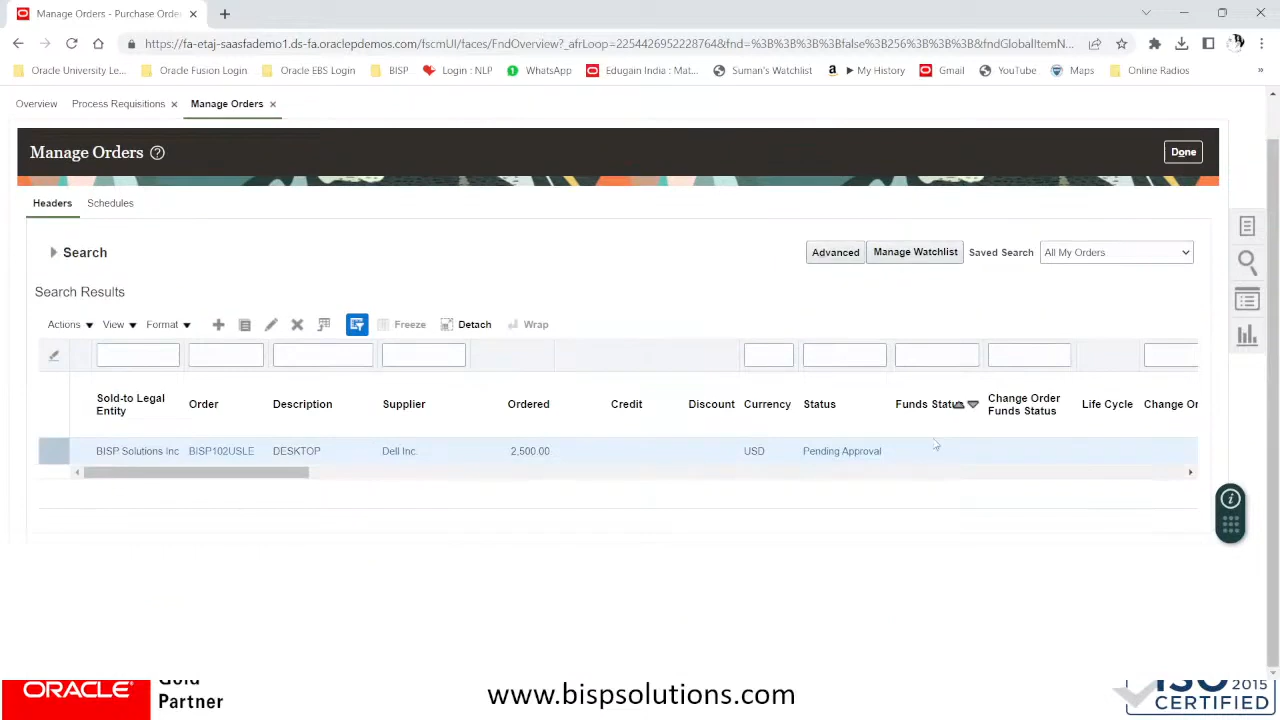 Manage Orders - Purchase Orde
https://fa-etaj-saasfademo1.ds-fa.oraclepdemos.com/fscmUI/faces/FndOverview?_afrLoop=2254426952228764&fnd=%3B%3B%3B%3Bfalse%3B256%3B%3B%3B&fndGlobalItemN...
Oracle University Le... Oracle Fusion Login Oracle EBS Login BISP Login : NLP WhatsApp Edugain India : Mat... Suman's Watchlist ▶ My History Gmail YouTube Maps Online Radios »
Overview Process Requisitions Manage Orders
Manage Orders Done
Headers Schedules
Search Advanced Manage Watchlist Saved Search All My Orders
Search Results
Actions View Format Freeze Detach Wrap
Sold-to Legal Entity Order Description Supplier Ordered Credit Discount Currency Status Funds Status Change Order Funds Status Life Cycle Change Or
BISP Solutions Inc BISP102USLE DESKTOP Dell Inc. 2,500.00 USD Pending Approval
ORACLE Gold Partner
www.bispsolutions.com
ISO 2015 CERTIFIED